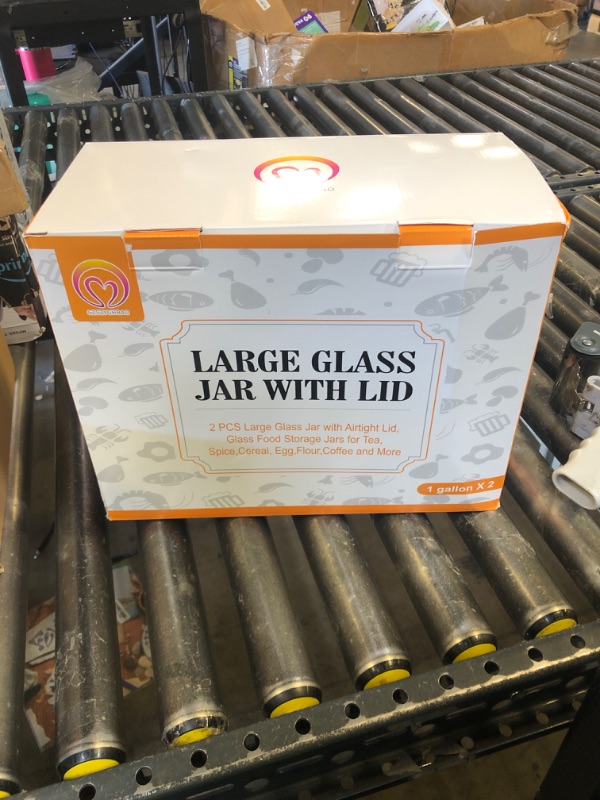 LARGE GLASS
JAR WITH LID
2 PCS Large Glass Jar with Airtight Lid,
Glass Food Storage Jars for Tea,
Spice,Cereal, Egg,Flour,Coffee and More
1 gallon X 2